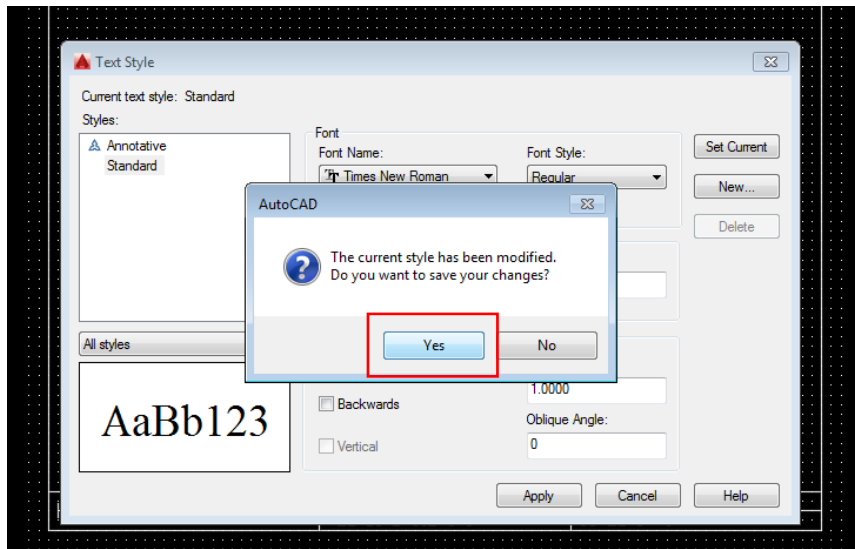 Text Style
Current text style: Standard
Styles:
Annotative
Standard
Font
Font Name:
Font Style:
Times New Roman
Regular
Set Current
New...
Delete
AutoCAD
The current style has been modified.
Do you want to save your changes?
Yes
No
All styles
AaBb123
1.0000
Backwards
Oblique Angle:
Vertical
0
Apply
Cancel
Help